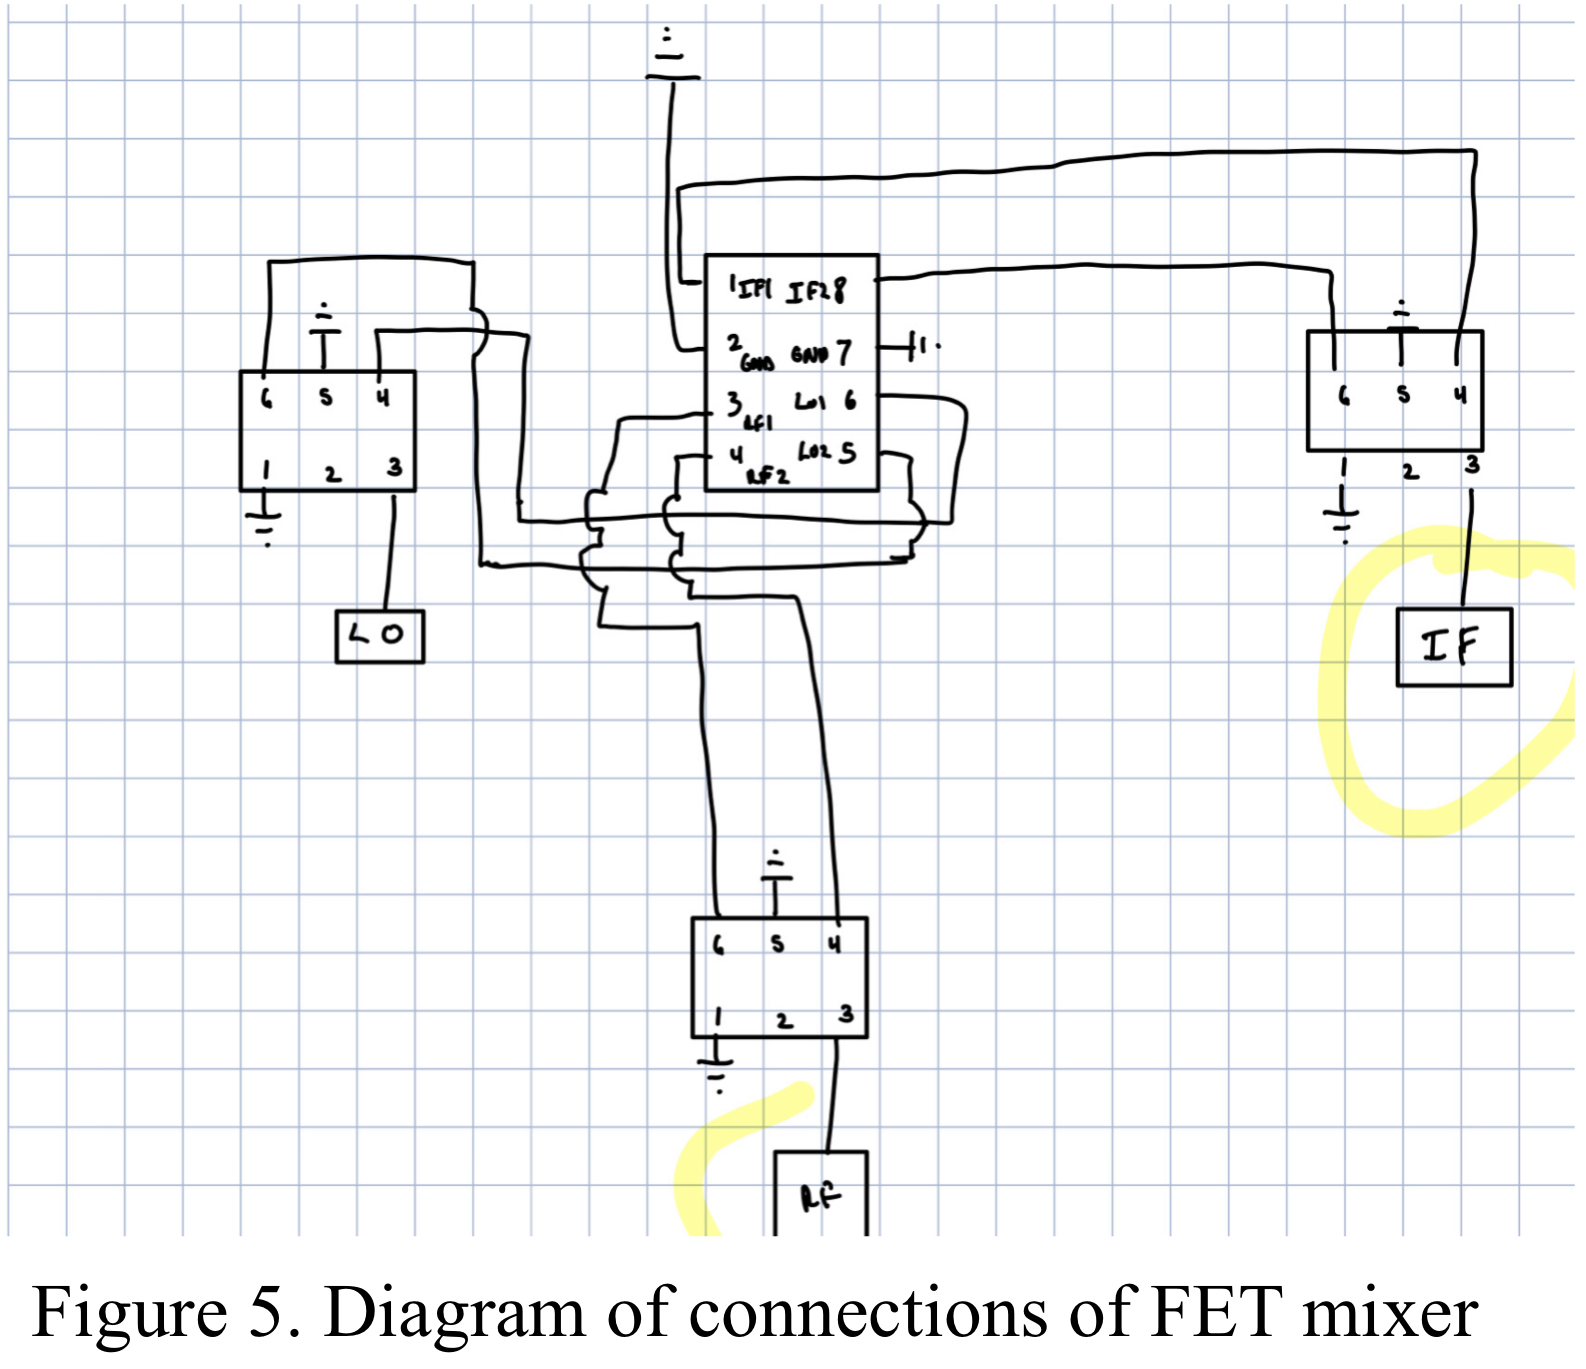 1 IF1 IF2 8
2 GND GND 7
3 RF1 LO1 6
4 RF2 LO2 5
6 5 4
1 2 3
LO
6 5 4
1 2 3
IF
6 5 4
1 2 3
RF
Figure 5. Diagram of connections of FET mixer